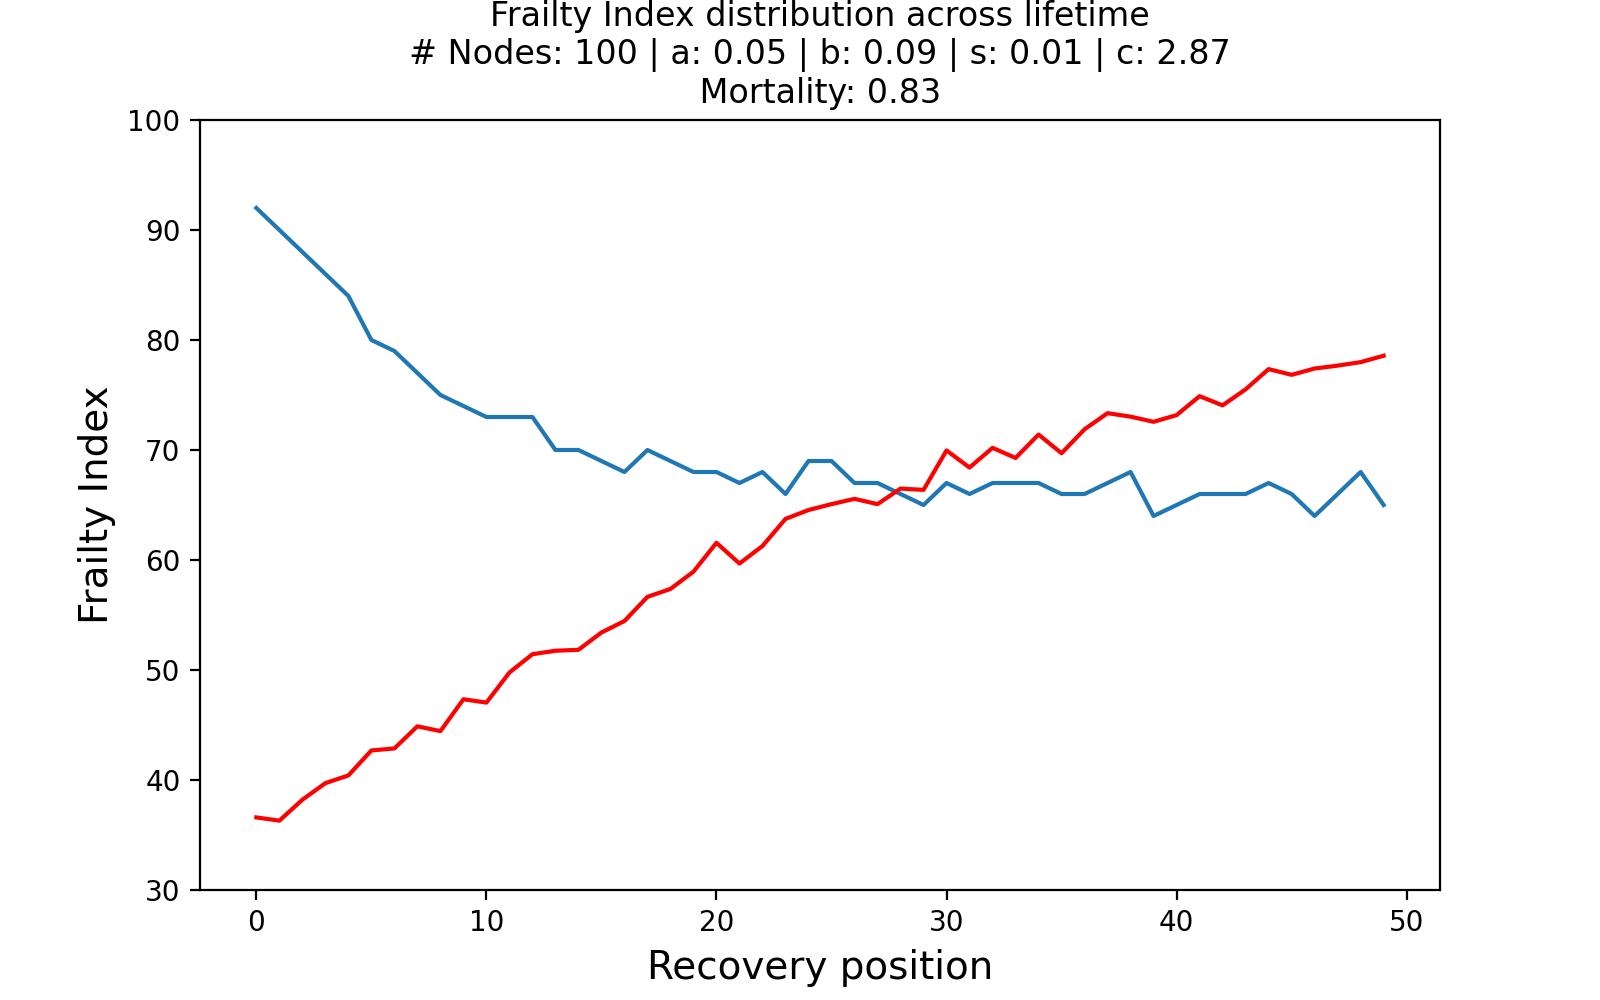 Frailty Index distribution across lifetime
# Nodes: 100 | a: 0.05 | b: 0.09 | s: 0.01 | c: 2.87
Mortality: 0.83
100
90
80
70
60
50
40
30
Frailty Index
0 10 20 30 40 50
Recovery position